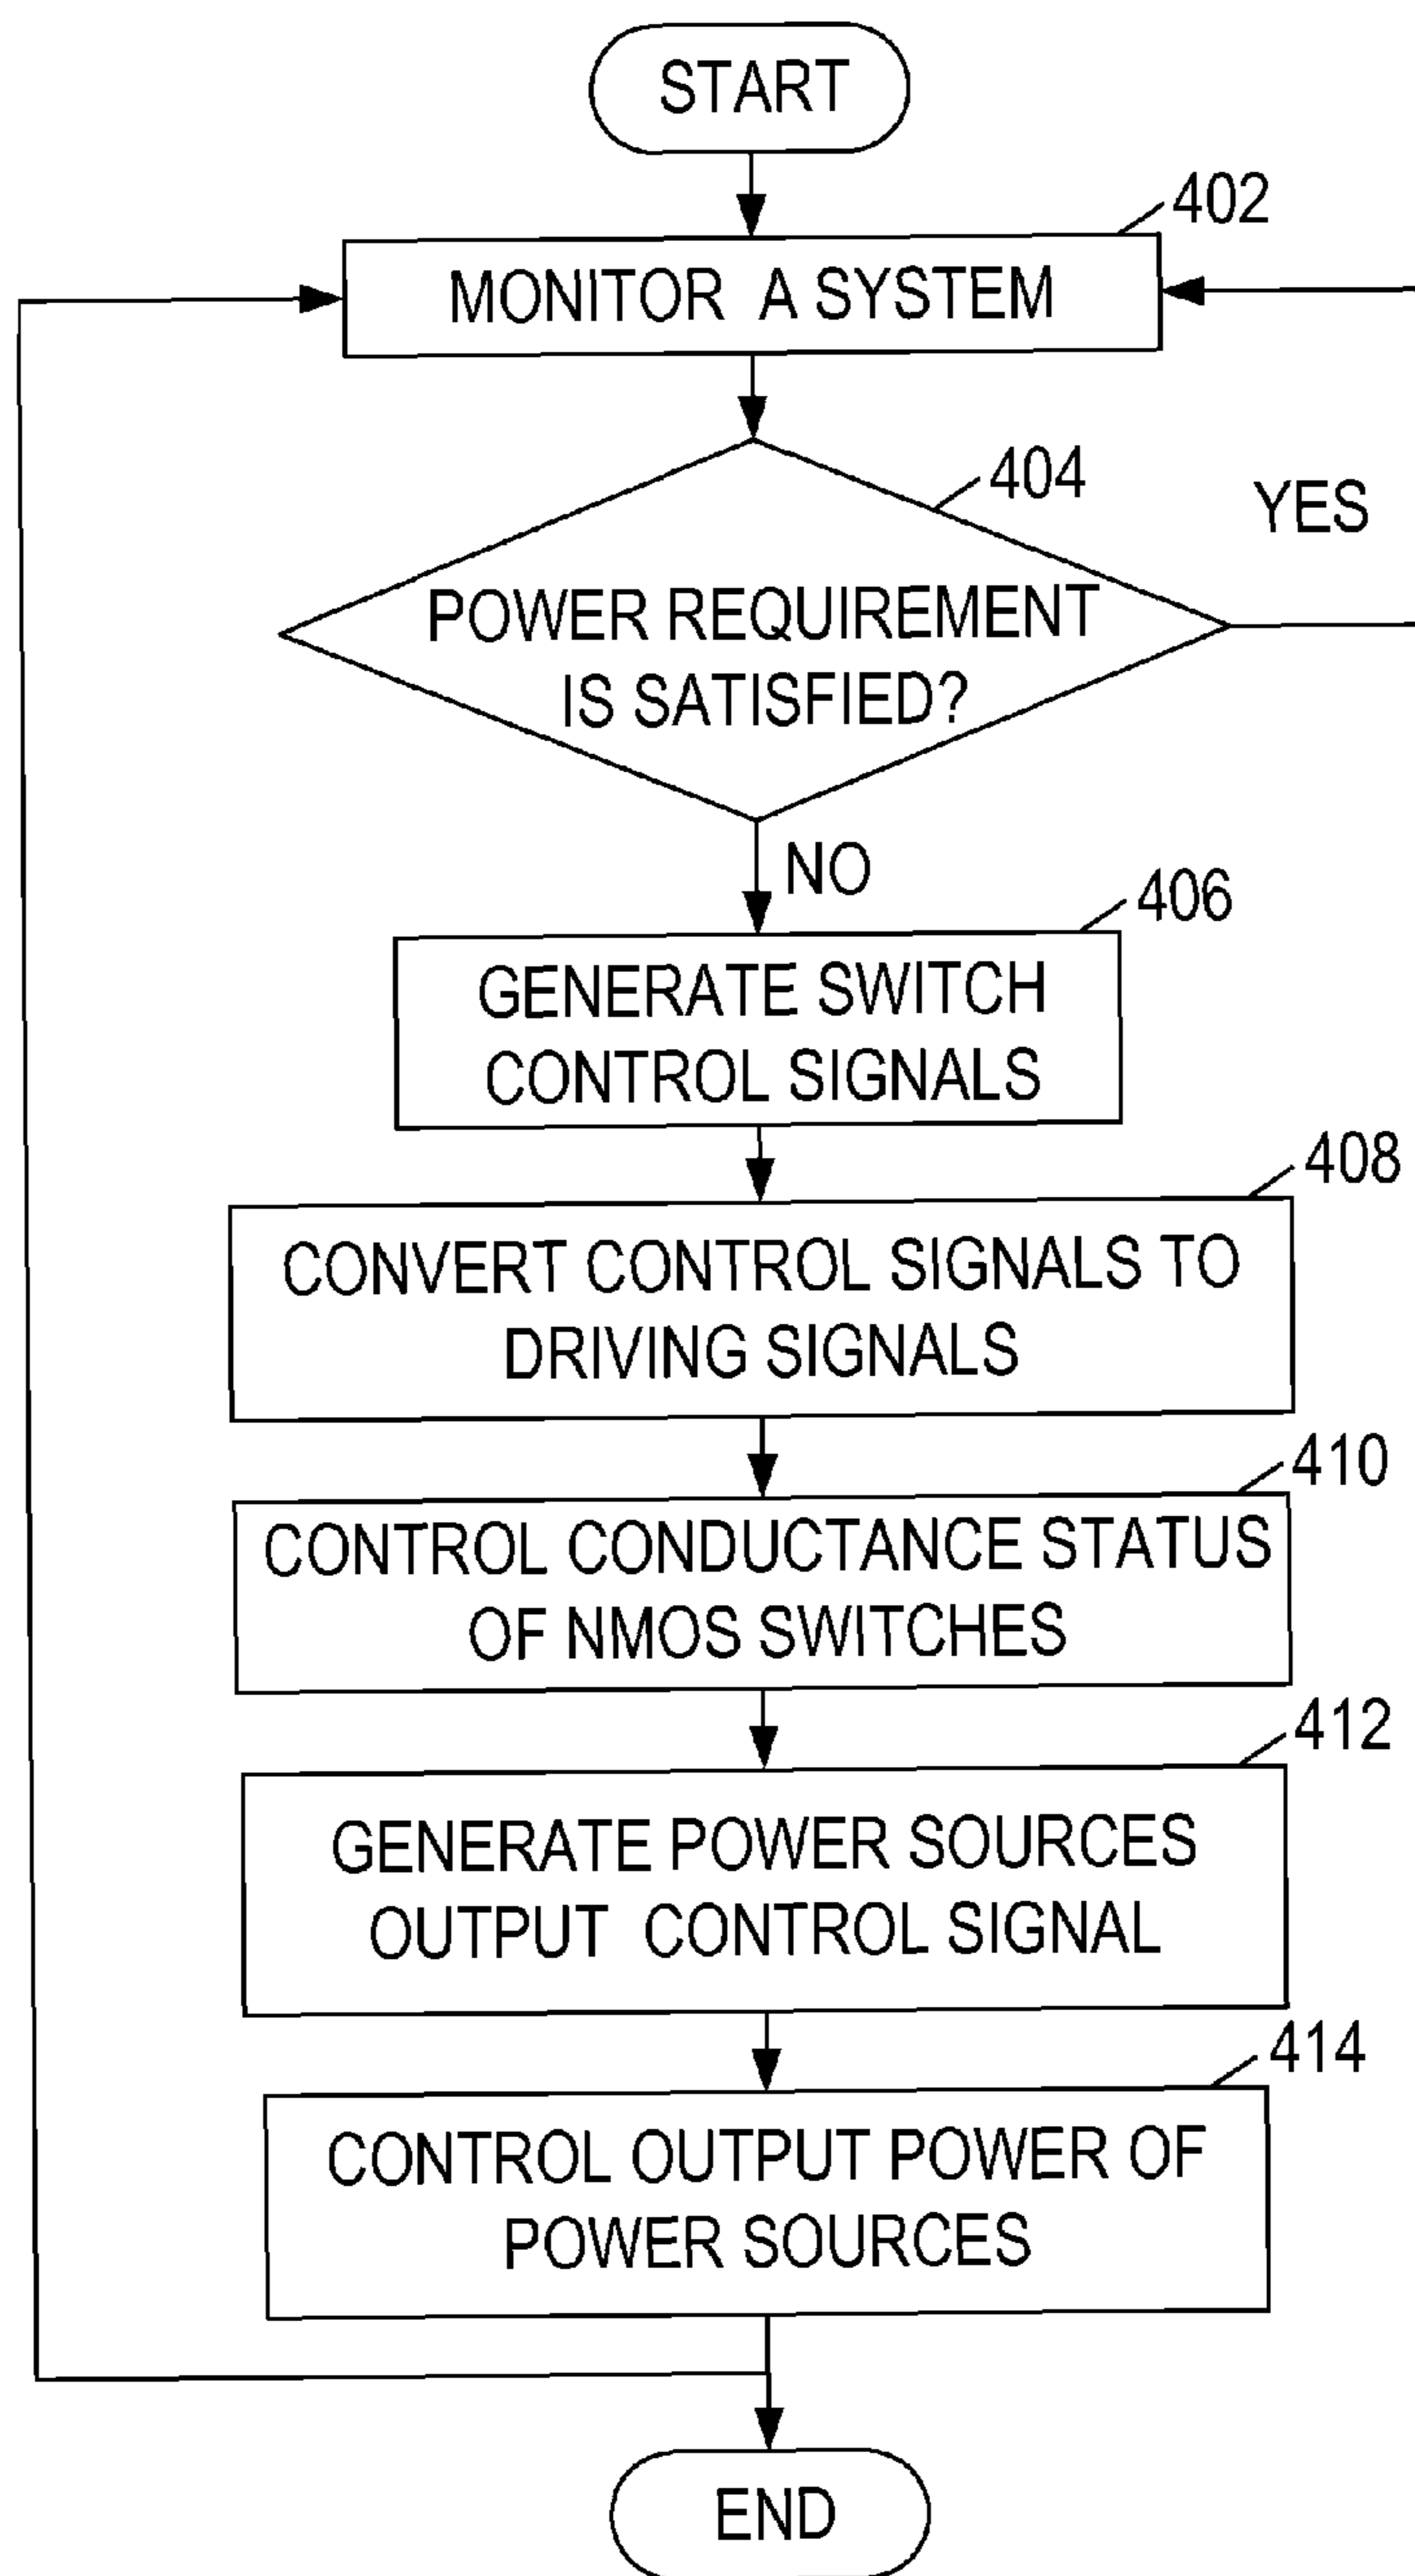 START
402
MONITOR A SYSTEM
404
YES
POWER REQUIREMENT
IS SATISFIED?
NO
406
GENERATE SWITCH
CONTROL SIGNALS
408
CONVERT CONTROL SIGNALS TO
DRIVING SIGNALS
410
CONTROL CONDUCTANCE STATUS
OF NMOS SWITCHES
412
GENERATE POWER SOURCES
OUTPUT CONTROL SIGNAL
414
CONTROL OUTPUT POWER OF
POWER SOURCES
END